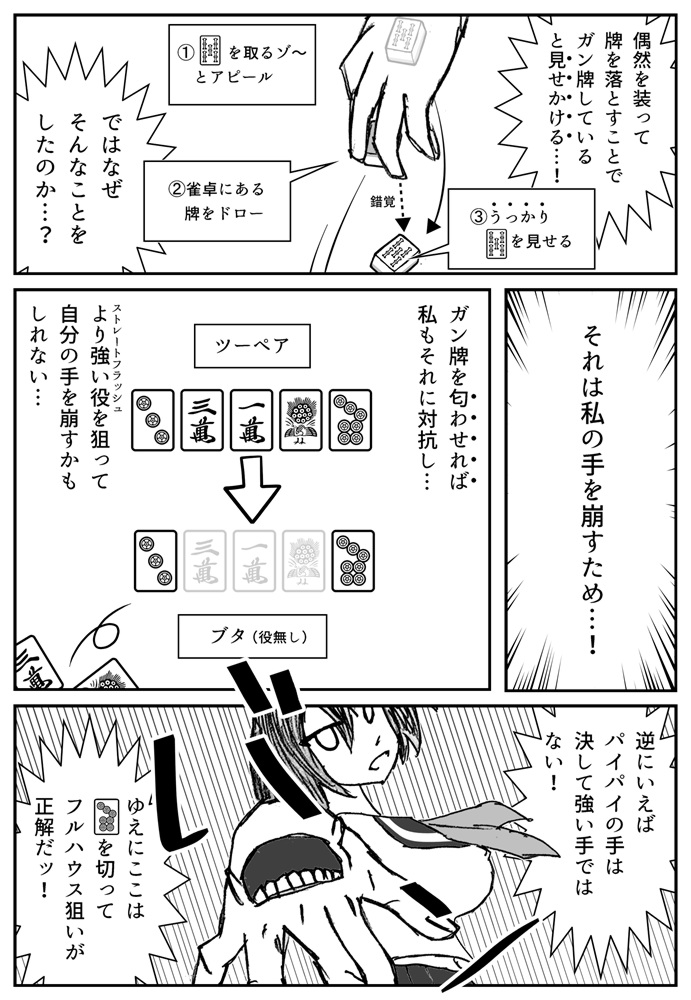 偶然を装って
牌を落とすことで
ガン牌している
と見せかける…！
①を取るゾ～
とアピール
②雀卓にある
牌をドロー
錯覚
③うっかり
を見せる
ではなぜ
そんなことを
したのか…？
それは私の手を崩すため…！
ガン牌を匂わせれば
私もそれに対抗し…
ツーペア
三萬
一萬
三萬
一萬
ブタ（役無し）
より強い役を狙って
ストレートフラッシュ
自分の手を崩すかも
しれない…
三萬
逆にいえば
パイパイの手は
決して強い手では
ない！
ビシッ
ゆえにここは
を切って
フルハウス狙いが
正解だッ！